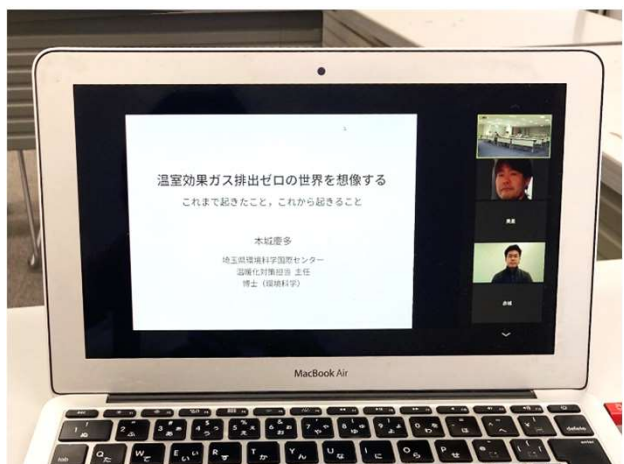 温室効果ガス排出ゼロの世界を想像する
これまで起きたこと，これから起きること
本城慶多
埼玉県環境科学国際センター
温暖化対策担当 主任
博士（環境科学）
MacBook Air
delete
tab
Q
W
E
R
T
Y
U
I
O
P
enter